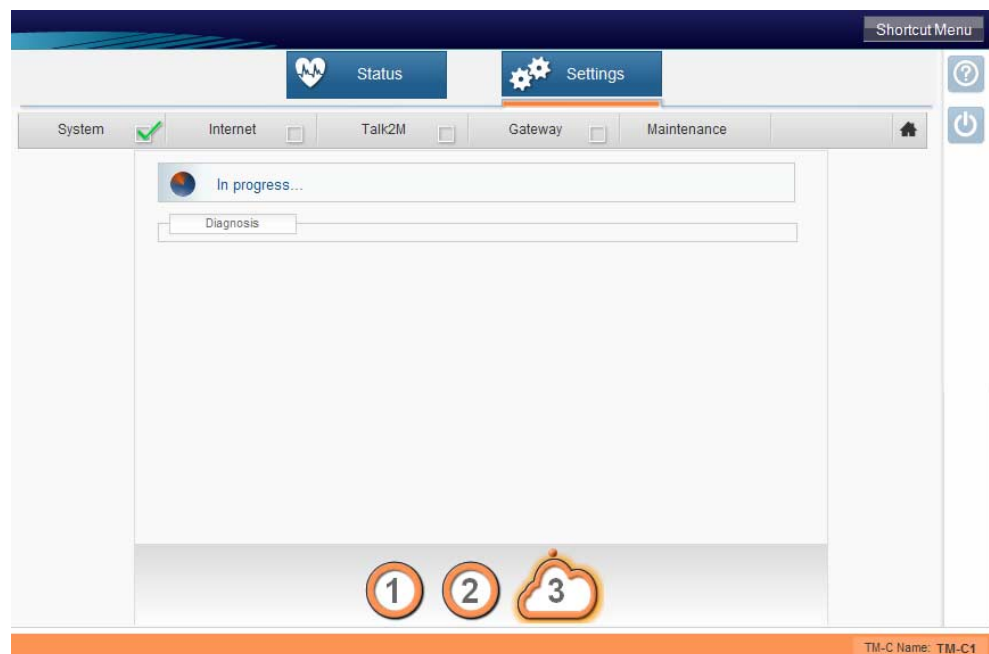 Shortcut Menu
Status
Settings
?
System
Internet
Talk2M
Gateway
Maintenance
In progress...
Diagnosis
1
2
3
TM-C Name: TM-C1